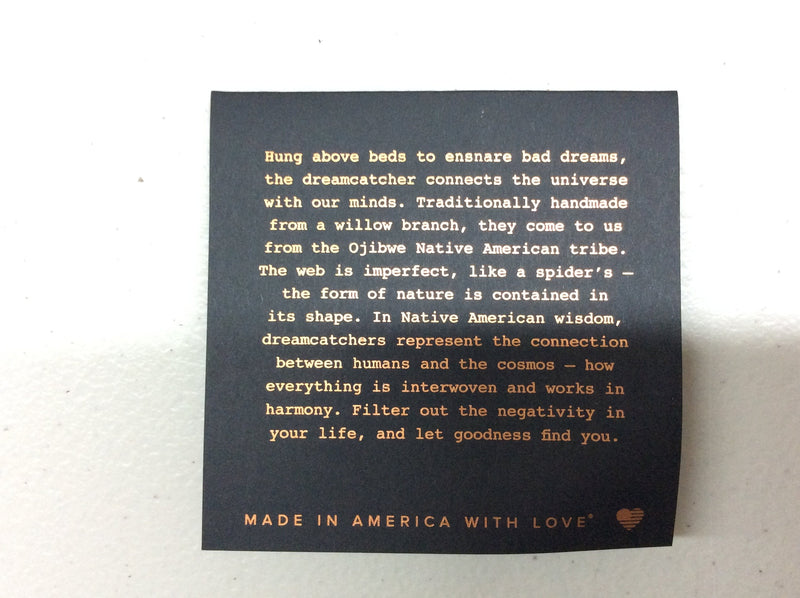 Hung above beds to ensnare bad dreams,
the dreamcatcher connects the universe
with our minds. Traditionally handmade
from a willow branch, they come to us
from the Ojibwe Native American tribe.
The web is imperfect, like a spider's —
the form of nature is contained in
its shape. In Native American wisdom,
dreamcatchers represent the connection
between humans and the cosmos — how
everything is interwoven and works in
harmony. Filter out the negativity in
your life, and let goodness find you.
MADE IN AMERICA WITH LOVE®